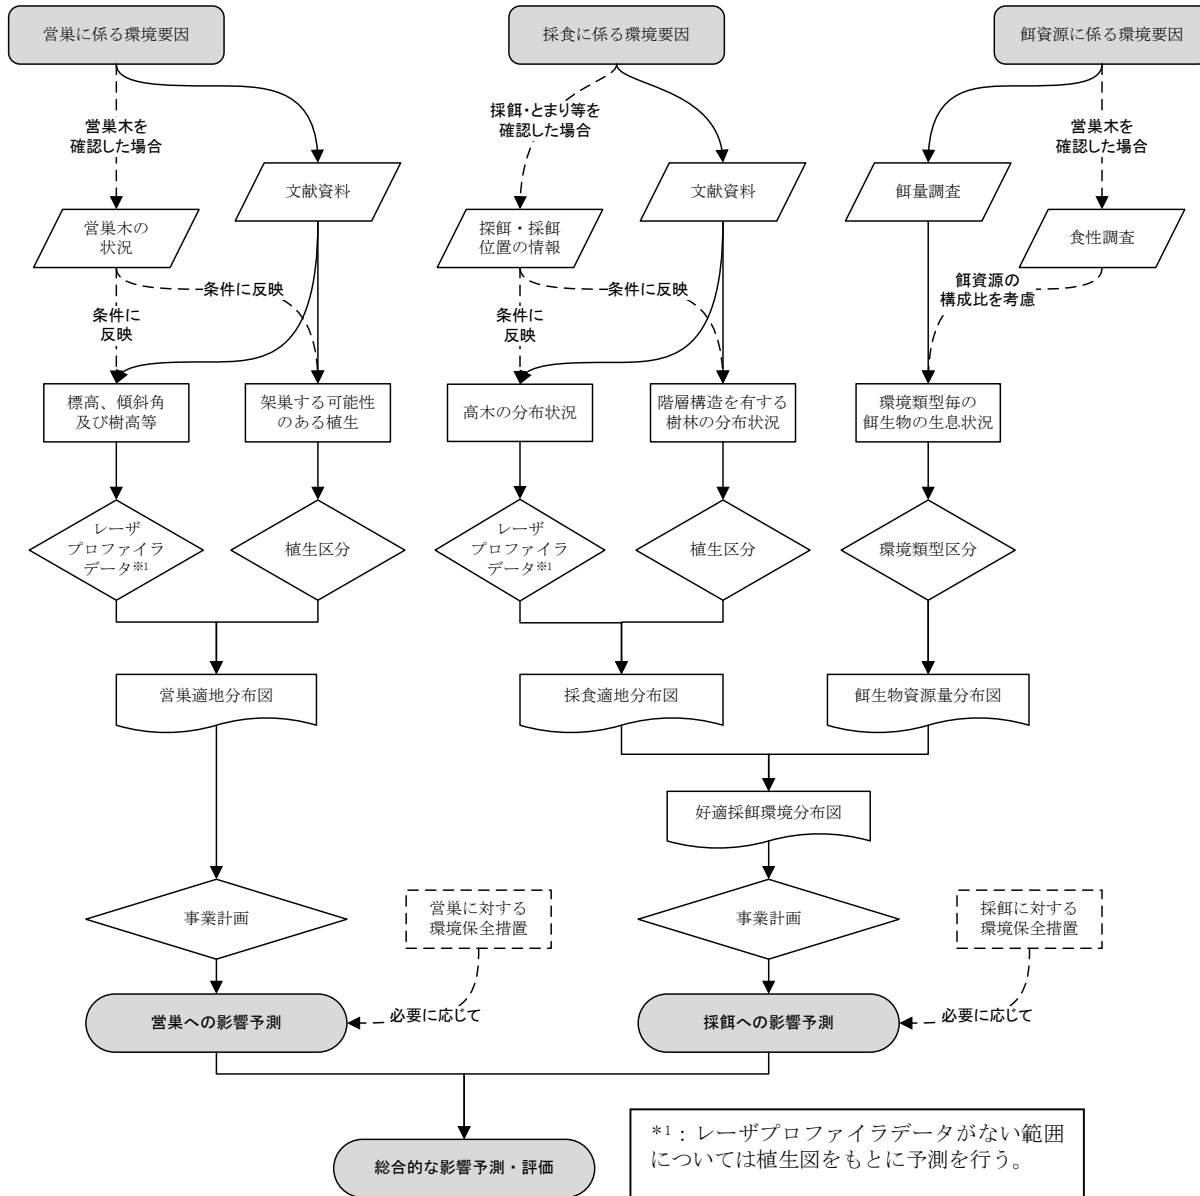 営巣に係る環境要因
採食に係る環境要因
餌資源に係る環境要因
営巣木を
確認した場合
採餌・とまり等を
確認した場合
営巣木を
確認した場合
文献資料
文献資料
餌量調査
営巣木の
状況
探餌・採餌
位置の情報
食性調査
条件に反映
条件に反映
餌資源の
構成比を考慮
条件に
反映
条件に
反映
標高、傾斜角
及び樹高等
架巣する可能性
のある植生
高木の分布状況
階層構造を有する
樹林の分布状況
環境類型毎の
餌生物の生息状況
レーザ
プロファイラ
データ※1
植生区分
レーザ
プロファイラ
データ※1
植生区分
環境類型区分
営巣適地分布図
採食適地分布図
餌生物資源量分布図
好適採餌環境分布図
事業計画
営巣に対する
環境保全措置
事業計画
採餌に対する
環境保全措置
営巣への影響予測
必要に応じて
採餌への影響予測
必要に応じて
総合的な影響予測・評価
*1：レーザプロファイラデータがない範囲
については植生図をもとに予測を行う。